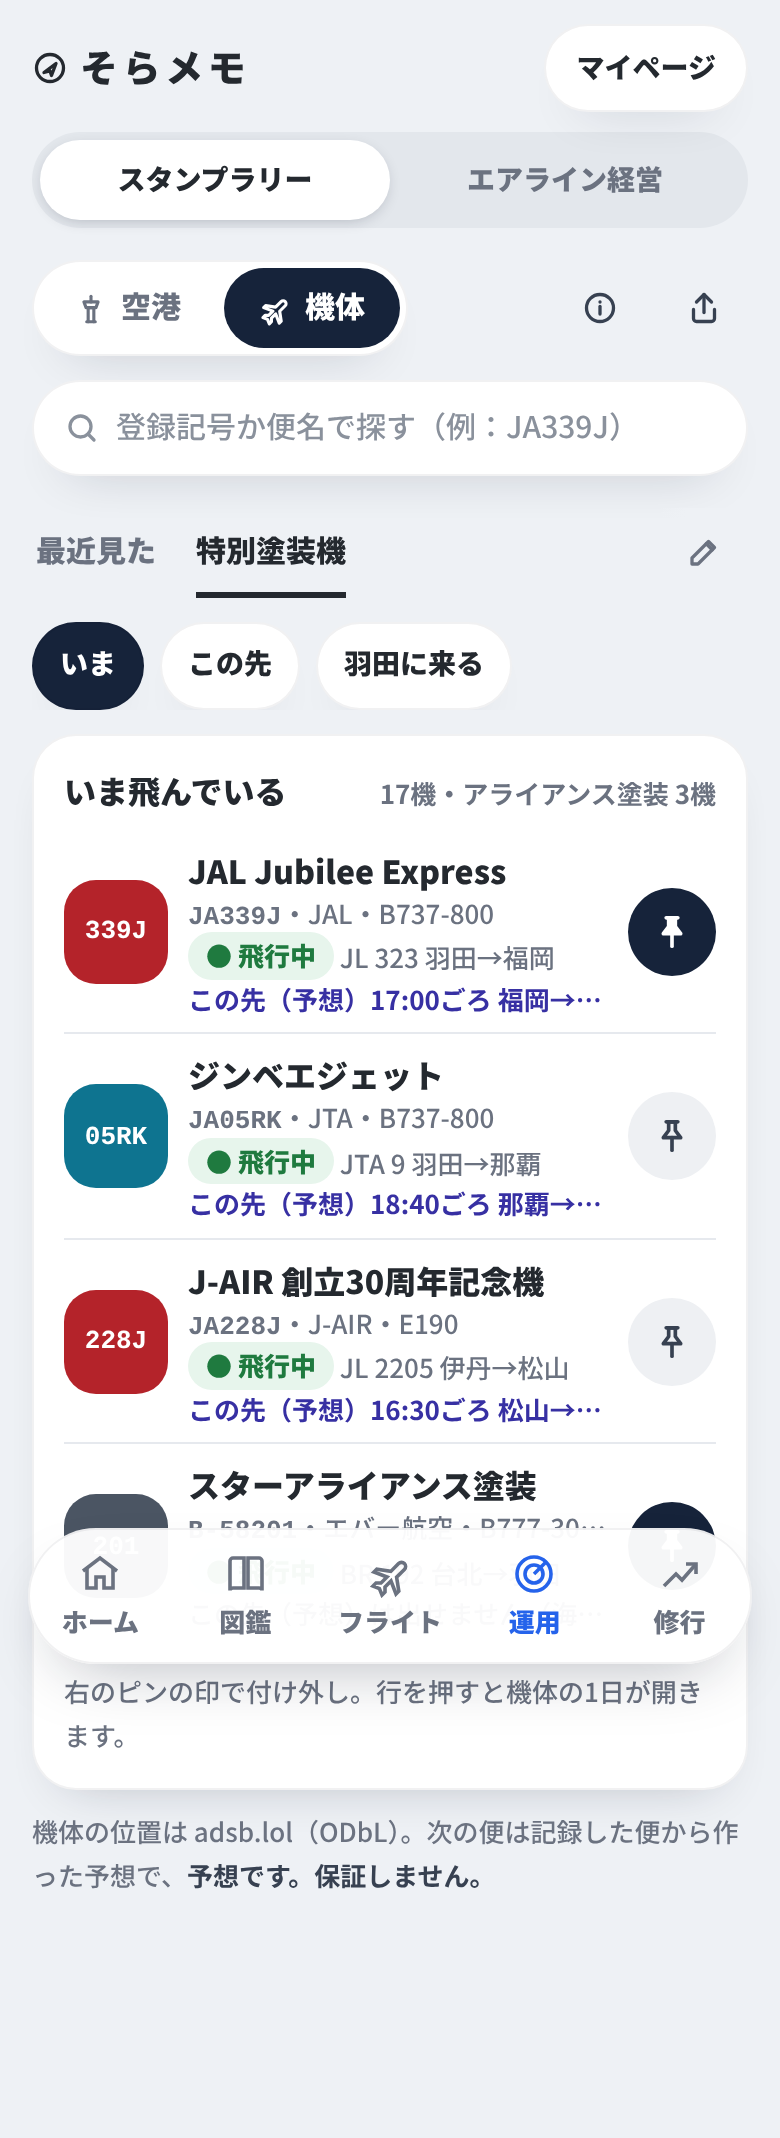 そらメモ
マイページ
スタンプラリー
エアライン経営
空港
機体
登録記号か便名で探す（例：JA339J）
最近見た
特別塗装機
いま
この先
羽田に来る
いま飛んでいる
17機・アライアンス塗装 3機
339J
JAL Jubilee Express
JA339J・JAL・B737-800
飛行中 JL 323 羽田→福岡
この先（予想）17:00ごろ 福岡→…
05RK
ジンベエジェット
JA05RK・JTA・B737-800
飛行中 JTA 9 羽田→那覇
この先（予想）18:40ごろ 那覇→…
228J
J-AIR 創立30周年記念機
JA228J・J-AIR・E190
飛行中 JL 2205 伊丹→松山
この先（予想）16:30ごろ 松山→…
201
スターアライアンス塗装
B-58201・エバー航空・B777-30…
行中 台北→
ホーム
図鑑
フライト
運用
修行
右のピンの印で付け外し。行を押すと機体の1日が開き
ます。
機体の位置は adsb.lol（ODbL）。次の便は記録した便から作
った予想で、予想です。保証しません。